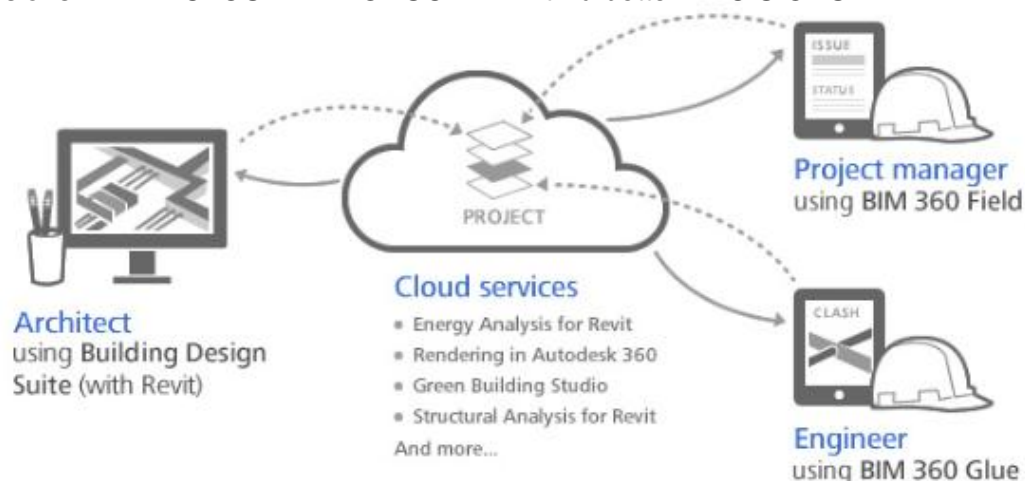 ISSUE
STATUS
Project manager
using BIM 360 Field
PROJECT
Cloud services
• Energy Analysis for Revit
• Rendering in Autodesk 360
• Green Building Studio
• Structural Analysis for Revit
And more...
Architect
using Building Design
Suite (with Revit)
CLASH
Engineer
using BIM 360 Glue